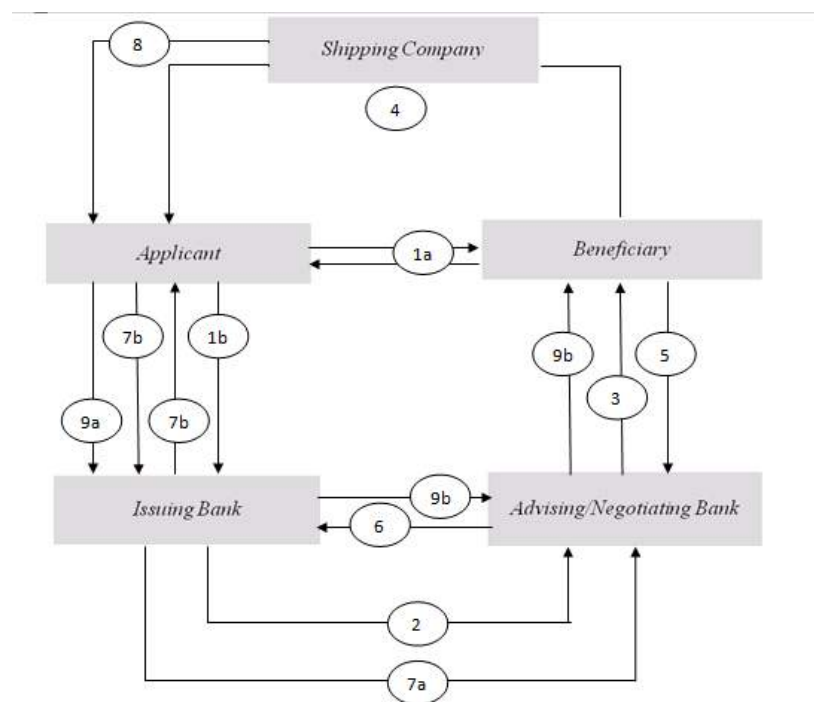 8
Shipping Company
4
Applicant
1a
Beneficiary
7b
1b
9b
5
9a
7b
3
Issuing Bank
9b
6
Advising/Negotiating Bank
2
7a